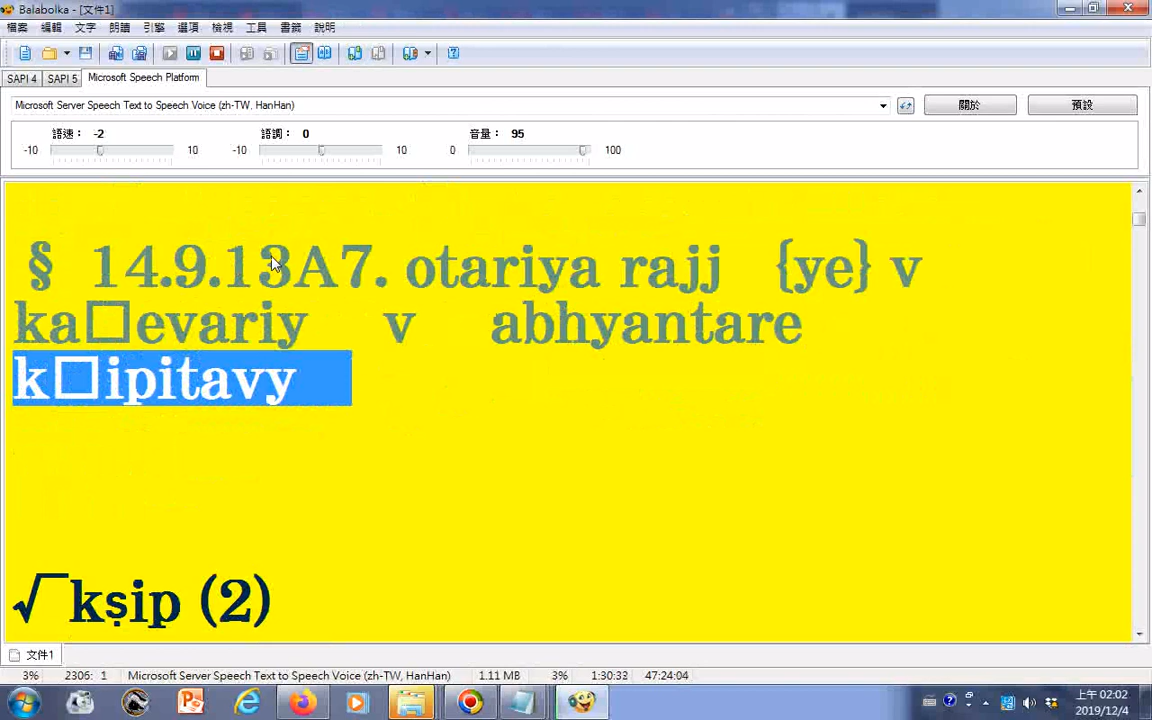 Balabolka - [文件1]
檔案 編輯 文字 朗讀 引擎 選項 檢視 工具 書籤 說明
SAPI 4 SAPI 5 Microsoft Speech Platform
Microsoft Server Speech Text to Speech Voice (zh-TW, HanHan) 關於 預設
語速： -2 語調： 0 音量： 95
-10 10 -10 10 0 100
§ 14.9.13A7. otariya rajj {ye} v
ka□evariy v abhyantare
k□ipitavy
√kṣip (2)
文件1
3% 2306: 1 Microsoft Server Speech Text to Speech Voice (zh-TW, HanHan) 1.11 MB 3% 1:30:32 47:24:04
上午 02:02
2019/12/4